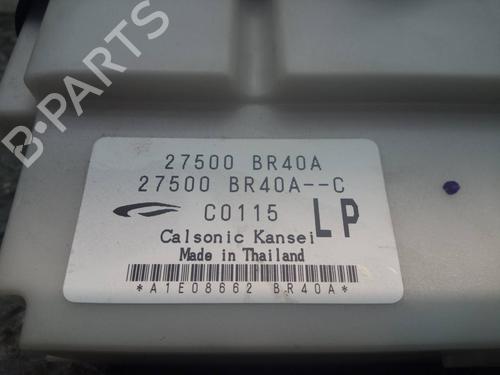 B-PARTS
27500 BR40A
27500 BR40A--C
C0115 LP
Calsonic Kansei
Made in Thailand
*A1E08662 BR40A*